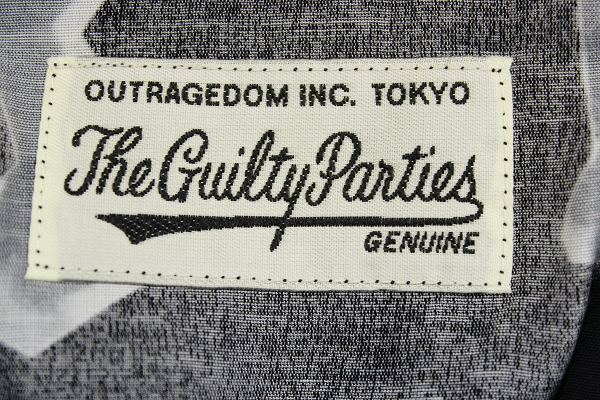 OUTRAGEDOM INC. TOKYO
The Guilty Parties
GENUINE